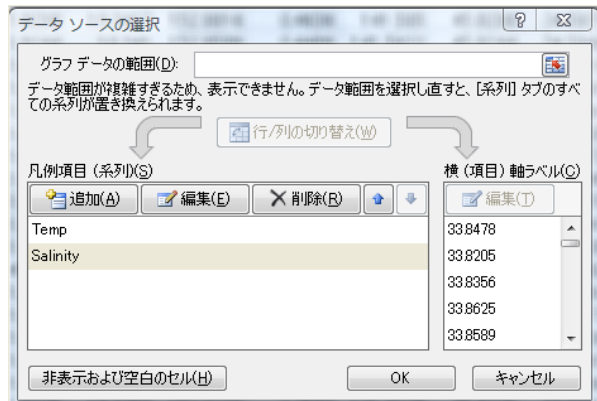 データ ソースの選択
グラフ データの範囲(D):
データ範囲が複雑すぎるため、表示できません。データ範囲を選択し直すと、[系列] タブのすべ
ての系列が置き換えられます。
行/列の切り替え(W)
凡例項目 (系列)(S)
追加(A) 編集(E) 削除(R)
Temp
Salinity
横 (項目) 軸ラベル(C)
編集(T)
33.8478
33.8205
33.8356
33.8625
33.8589
非表示および空白のセル(H) OK キャンセル